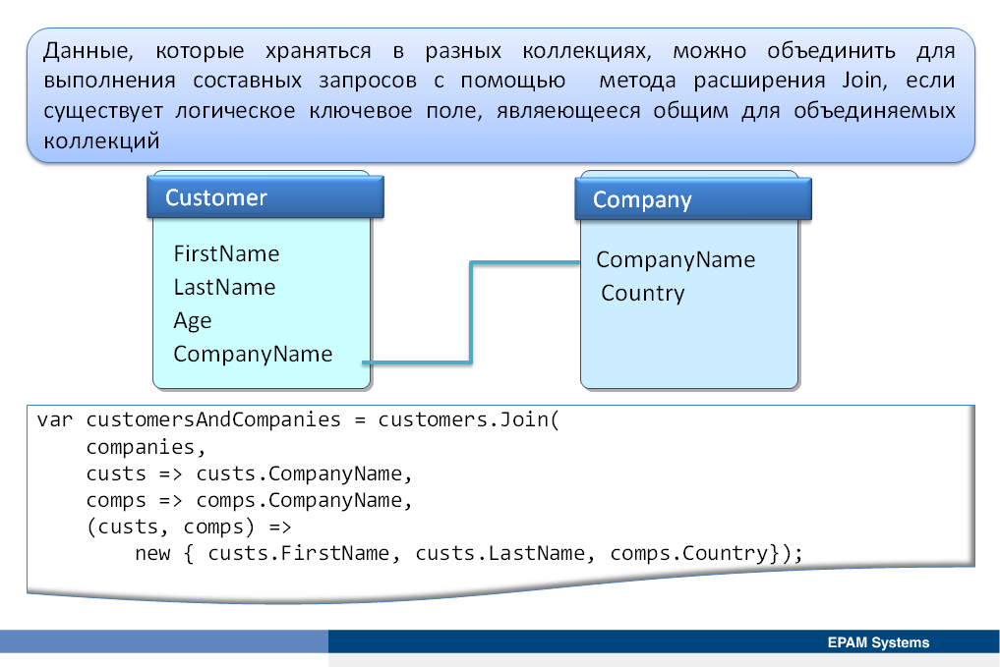 Данные, которые храняться в разных коллекциях, можно объединить для
выполнения составных запросов с помощью метода расширения Join, если
существует логическое ключевое поле, являеющееся общим для объединяемых
коллекций
Customer
FirstName
LastName
Age
CompanyName
Company
CompanyName
Country
var customersAndCompanies = customers.Join(
    companies,
    custs => custs.CompanyName,
    comps => comps.CompanyName,
    (custs, comps) =>
        new { custs.FirstName, custs.LastName, comps.Country});
EPAM Systems